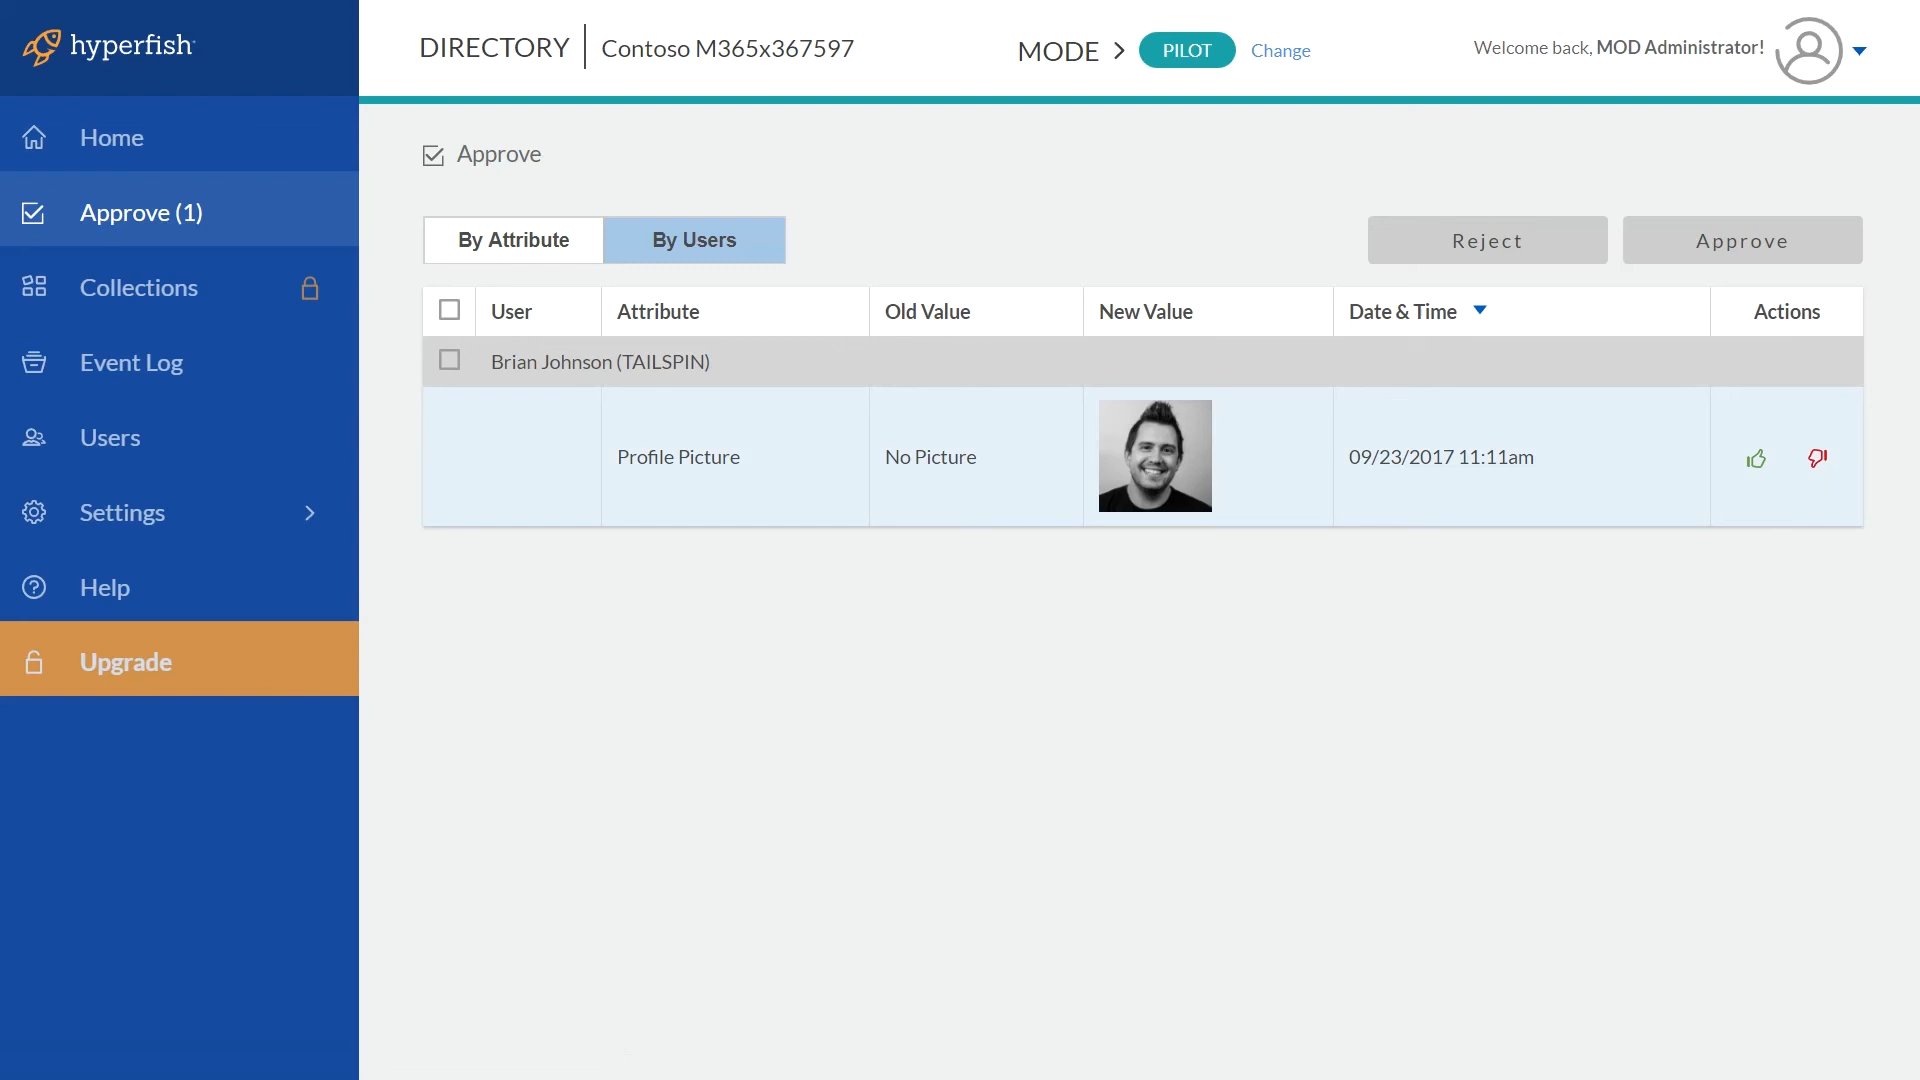 hyperfish
DIRECTORY
Contoso M365x367597
MODE
PILOT
Change
Welcome back, MOD Administrator!
Home
Approve (1)
Collections
Event Log
Users
Settings
Help
Upgrade
Approve
By Attribute
By Users
Reject
Approve
User Attribute Old Value New Value Date & Time Actions
Brian Johnson (TAILSPIN)
Profile Picture No Picture 09/23/2017 11:11am